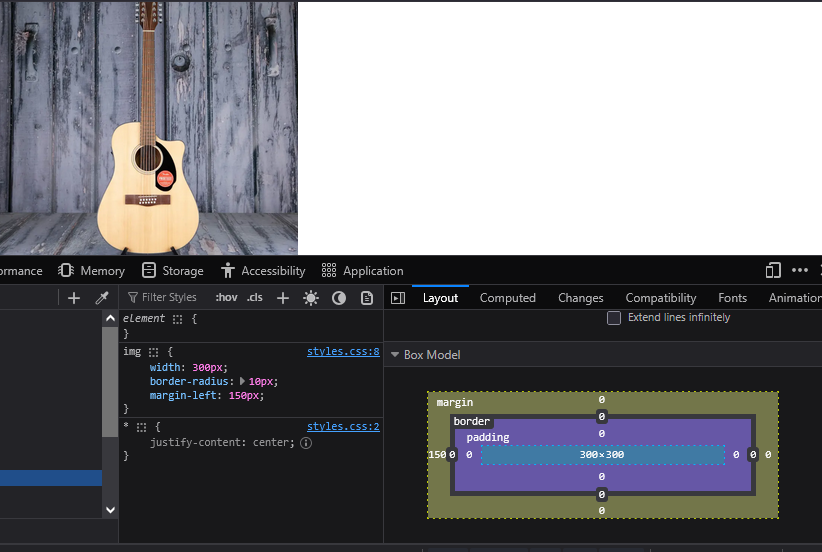 ormance Memory Storage Accessibility Application
Filter Styles :hov .cls
Layout Computed Changes Compatibility Fonts Animation
Extend lines infinitely
element {
}
img { styles.css:8
width: 300px;
border-radius: 10px;
margin-left: 150px;
}
* { styles.css:2
justify-content: center;
}
Box Model
margin 0
border 0
padding 0
150 0 0 300×300 0 0 0
0
0
0